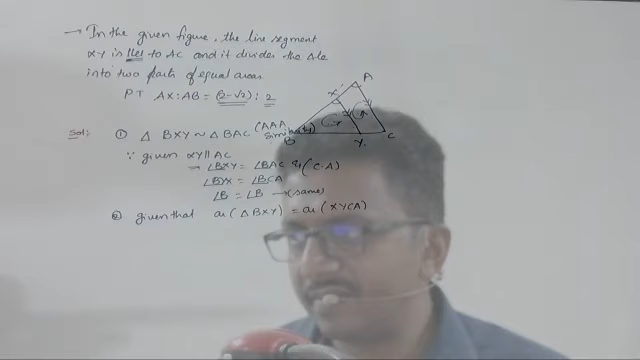 → In the given figure, the line segment
XY is ||el to AC and it divides the Δle
into two parts of equal areas
PT AX:AB = (2-√2) : 2
A
X
B
Y
C
Sol: ① Δ BXY ~ Δ BAC (AAA similarity)
∵ given XY || AC
→ ∠BXY = ∠BAC (C.A)
∠BYX = ∠BCA
∠B = ∠B → (same)
② given that ar(ΔBXY) = ar(XYCA)